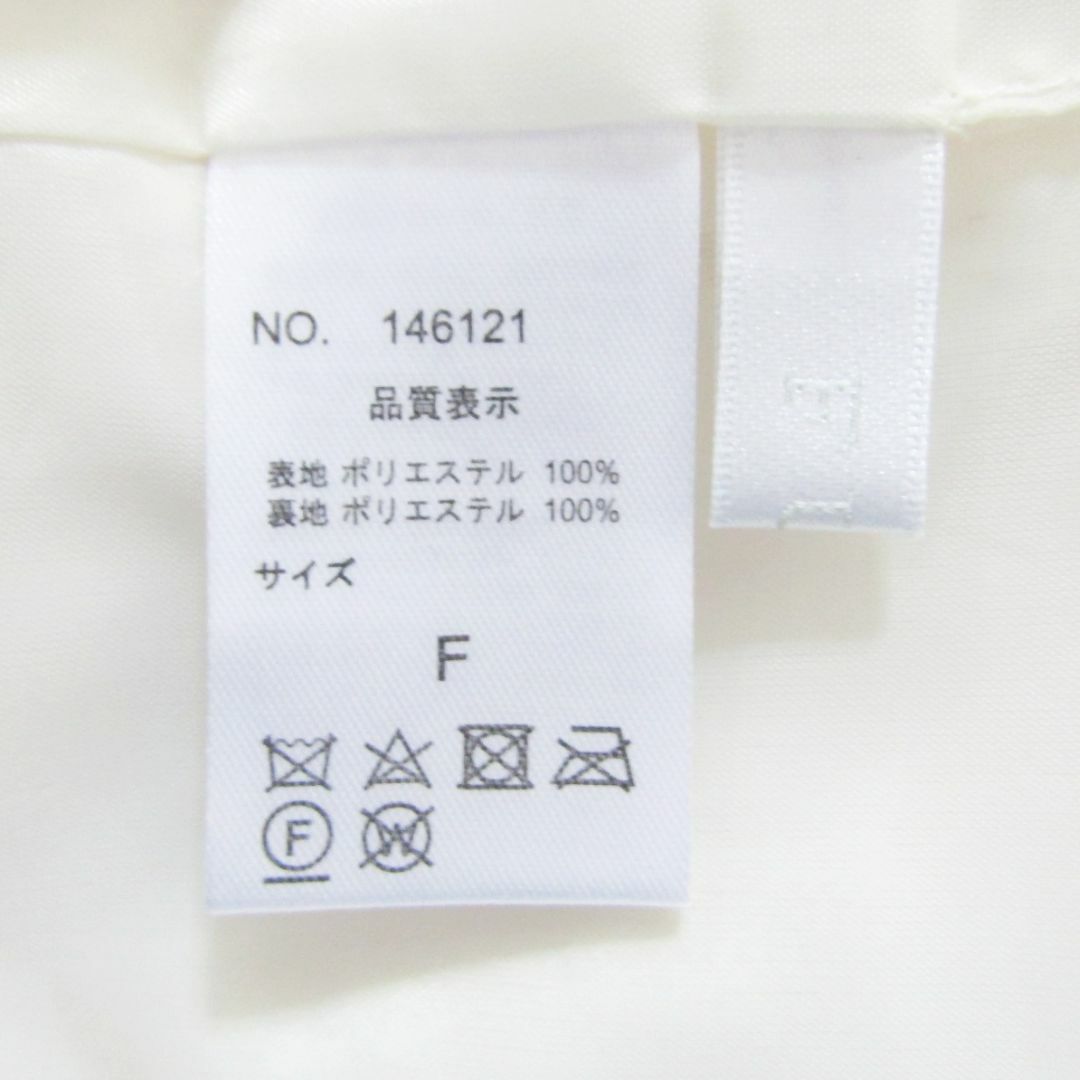 NO. 146121
品質表示
表地 ポリエステル 100%
裏地 ポリエステル 100%
サイズ
F
F
W